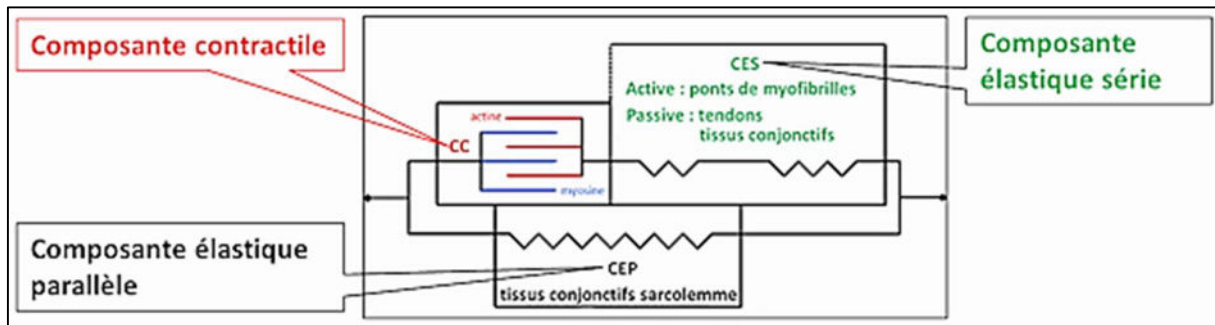 Composante contractile
CC
actine
myosine
CES
Active : ponts de myofibrilles
Passive : tendons
tissus conjonctifs
Composante
élastique série
Composante élastique
parallèle
CEP
tissus conjonctifs sarcolemme